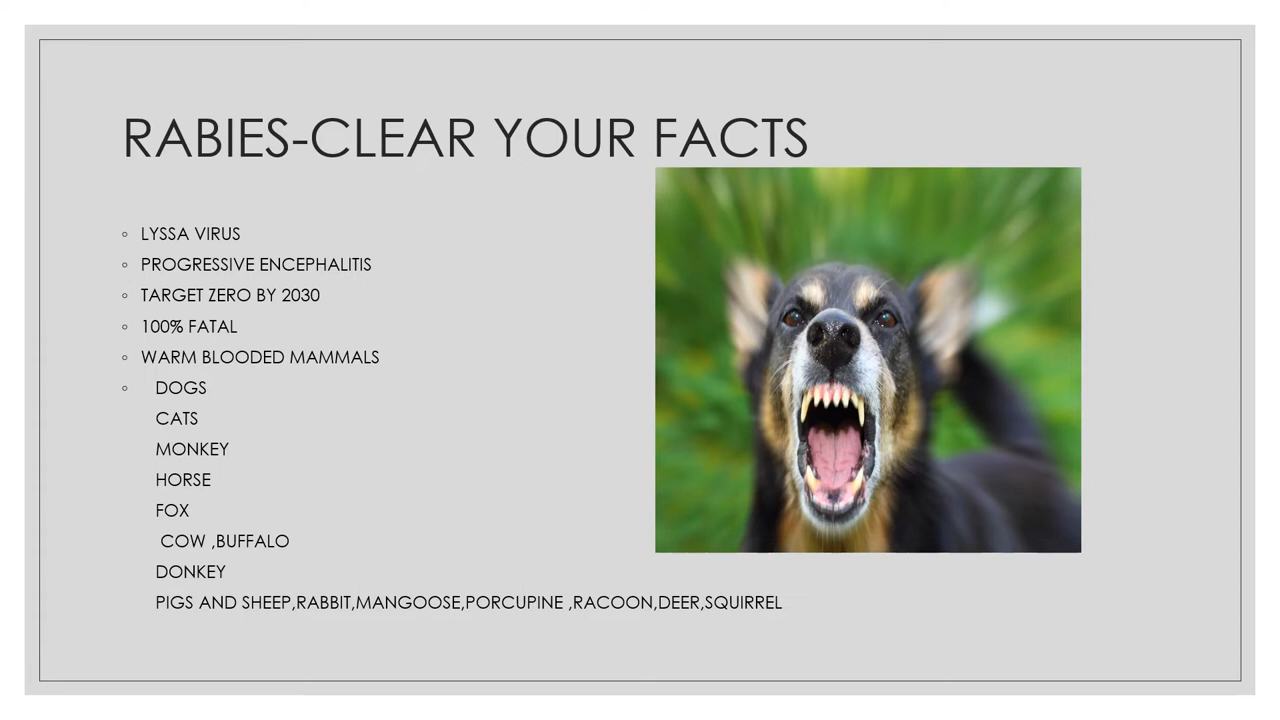 RABIES-CLEAR YOUR FACTS
◦ LYSSA VIRUS
◦ PROGRESSIVE ENCEPHALITIS
◦ TARGET ZERO BY 2030
◦ 100% FATAL
◦ WARM BLOODED MAMMALS
◦ DOGS
CATS
MONKEY
HORSE
FOX
COW ,BUFFALO
DONKEY
PIGS AND SHEEP,RABBIT,MANGOOSE,PORCUPINE ,RACOON,DEER,SQUIRREL